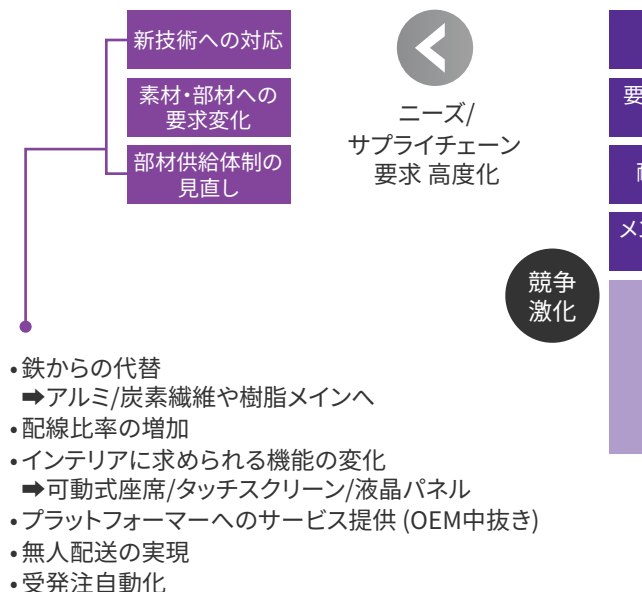 新技術への対応
素材・部材への
要求変化
部材供給体制の
見直し
ニーズ/
サプライチェーン
要求 高度化
要
メン
競争
激化
•鉄からの代替
➡アルミ/炭素繊維や樹脂メインへ
•配線比率の増加
•インテリアに求められる機能の変化
➡可動式座席/タッチスクリーン/液晶パネル
•プラットフォーマーへのサービス提供 (OEM中抜き)
•無人配送の実現
•受発注自動化